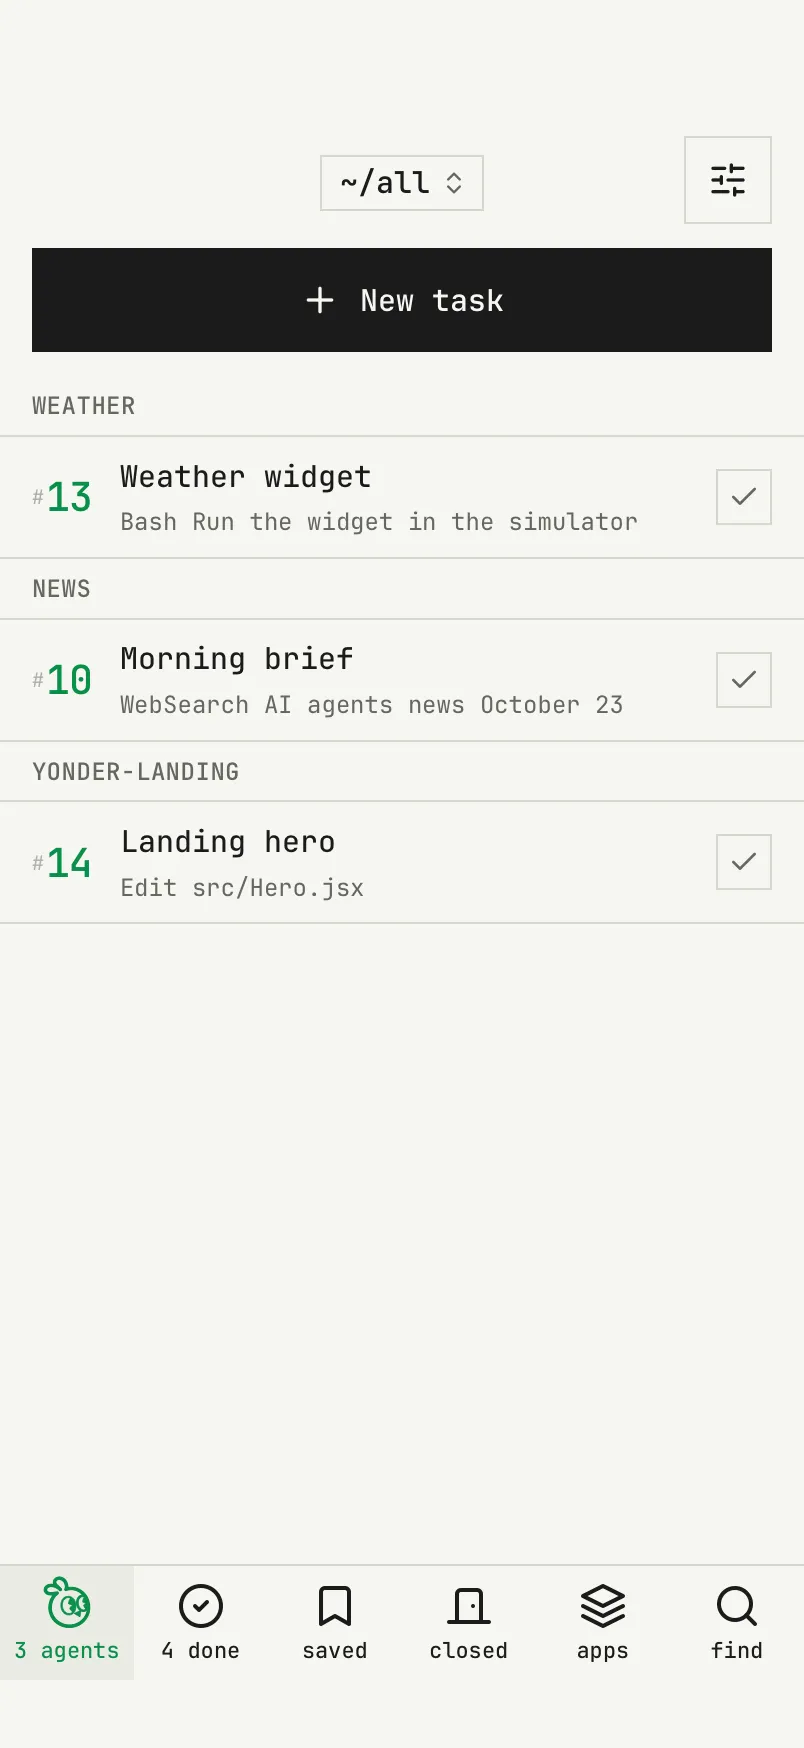 ~/all
New task
WEATHER
#13
Weather widget
Bash Run the widget in the simulator
NEWS
#10
Morning brief
WebSearch AI agents news October 23
YONDER-LANDING
#14
Landing hero
Edit src/Hero.jsx
3 agents
4 done
saved
closed
apps
find